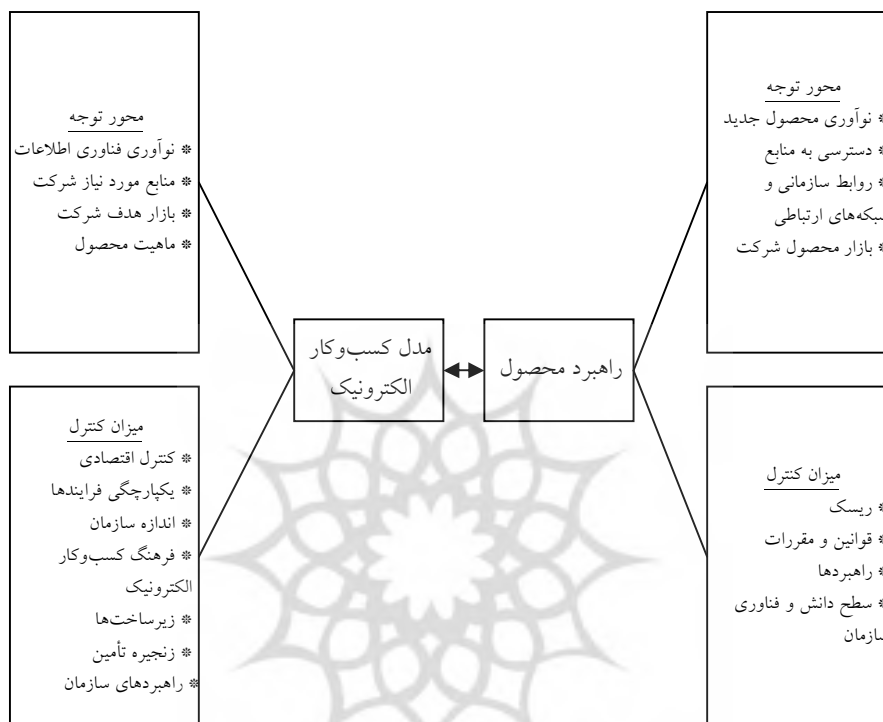 محور توجه
* نوآوری محصول جدید
* دسترسی به منابع
* روابط سازمانی و
شبکه‌های ارتباطی
* بازار محصول شرکت
میزان کنترل
* ریسک
* قوانین و مقررات
* راهبردها
* سطح دانش و فناوری
سازمان
راهبرد محصول
مدل کسب‌وکار
الکترونیک
محور توجه
* نوآوری فناوری اطلاعات
* منابع مورد نیاز شرکت
* بازار هدف شرکت
* ماهیت محصول
میزان کنترل
* کنترل اقتصادی
* یکپارچگی فرایندها
* اندازه سازمان
* فرهنگ کسب‌وکار
الکترونیک
* زیرساخت‌ها
* زنجیره تأمین
* راهبردهای سازمان